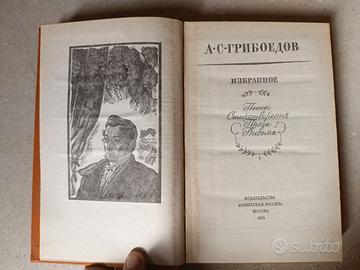 А·С·ГРИБОЕДОВ
ИЗБРАННОЕ
Пьесы
Стихотворения
Проза
Письма
ИЗДАТЕЛЬСТВО
«СОВЕТСКАЯ РОССИЯ»
МОСКВА
subito